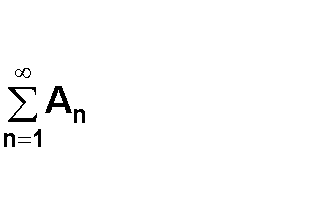 ∞
∑Aₙ
n=1